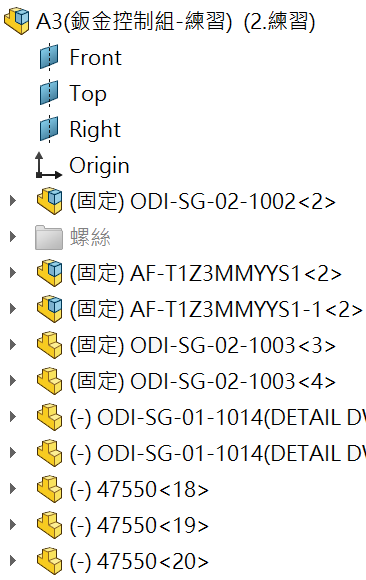 A3(鈑金控制組-練習) (2.練習)
Front
Top
Right
Origin
(固定) ODI-SG-02-1002<2>
螺絲
(固定) AF-T1Z3MMYYS1<2>
(固定) AF-T1Z3MMYYS1-1<2>
(固定) ODI-SG-02-1003<3>
(固定) ODI-SG-02-1003<4>
(-) ODI-SG-01-1014(DETAIL
(-) ODI-SG-01-1014(DETAIL
(-) 47550<18>
(-) 47550<19>
(-) 47550<20>